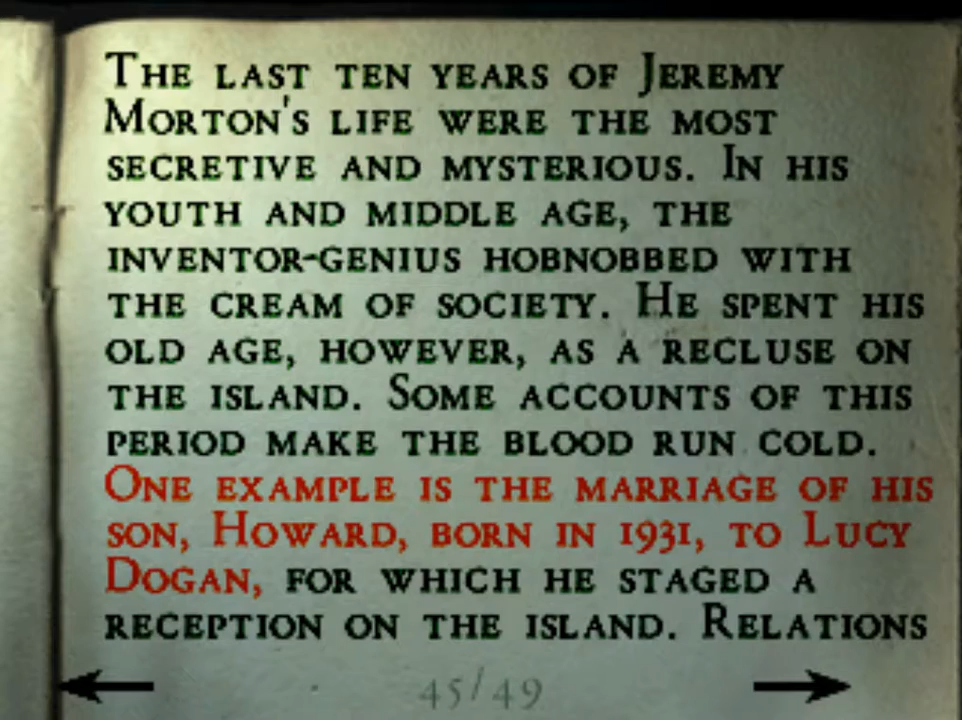 The last ten years of Jeremy
Morton's life were the most
secretive and mysterious. In his
youth and middle age, the
inventor-genius hobnobbed with
the cream of society. He spent his
old age, however, as a recluse on
the island. Some accounts of this
period make the blood run cold.
One example is the marriage of his
son, Howard, born in 1931, to Lucy
Dogan, for which he staged a
reception on the island. Relations
45/49